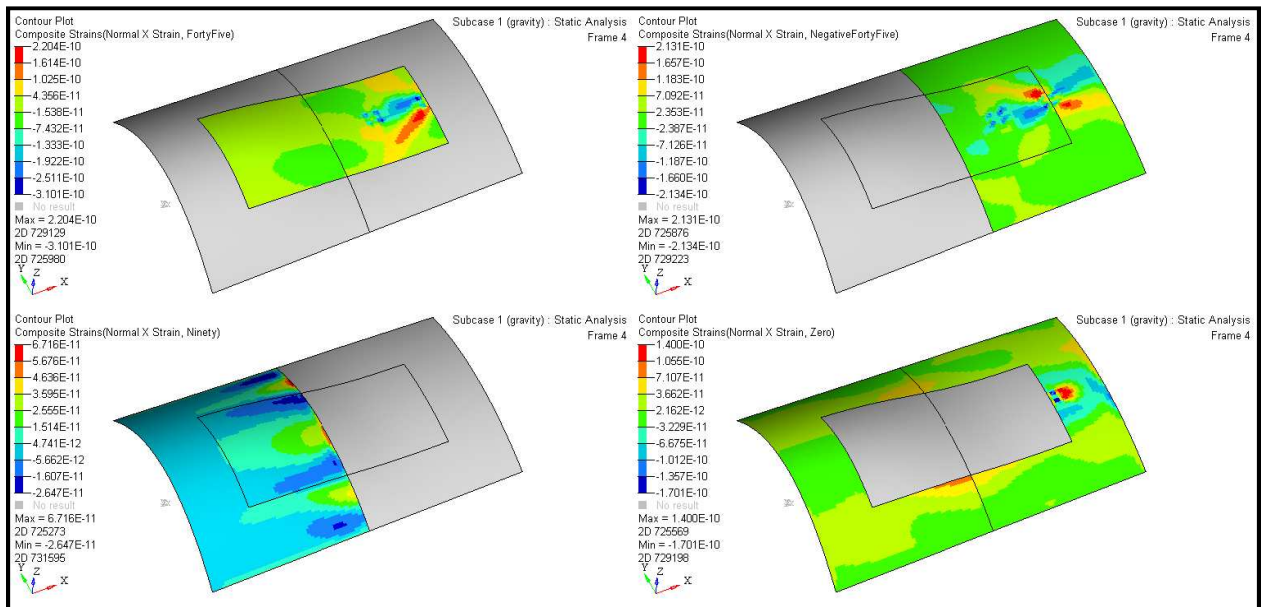 Contour Plot
Composite Strains(Normal X Strain, FortyFive)
2.204E-10
1.614E-10
1.025E-10
4.356E-11
-1.538E-11
-7.432E-11
-1.333E-10
-1.922E-10
-2.511E-10
-3.101E-10
No result
Max = 2.204E-10
2D 729129
Min = -3.101E-10
2D 725980
Y Z X
Subcase 1 (gravity) : Static Analysis
Frame 4
Contour Plot
Composite Strains(Normal X Strain, NegativeFortyFive)
2.131E-10
1.657E-10
1.183E-10
7.092E-11
2.353E-11
-2.387E-11
-7.126E-11
-1.187E-10
-1.660E-10
-2.134E-10
No result
Max = 2.131E-10
2D 725876
Min = -2.134E-10
2D 729223
Y Z X
Subcase 1 (gravity) : Static Analysis
Frame 4
Contour Plot
Composite Strains(Normal X Strain, Ninety)
6.716E-11
5.676E-11
4.636E-11
3.595E-11
2.555E-11
1.514E-11
4.741E-12
-5.662E-12
-1.607E-11
-2.647E-11
No result
Max = 6.716E-11
2D 725273
Min = -2.647E-11
2D 731595
Y Z X
Subcase 1 (gravity) : Static Analysis
Frame 4
Contour Plot
Composite Strains(Normal X Strain, Zero)
1.400E-10
1.055E-10
7.107E-11
3.662E-11
2.162E-12
-3.229E-11
-6.675E-11
-1.012E-10
-1.357E-10
-1.701E-10
No result
Max = 1.400E-10
2D 725569
Min = -1.701E-10
2D 729198
Y Z X
Subcase 1 (gravity) : Static Analysis
Frame 4